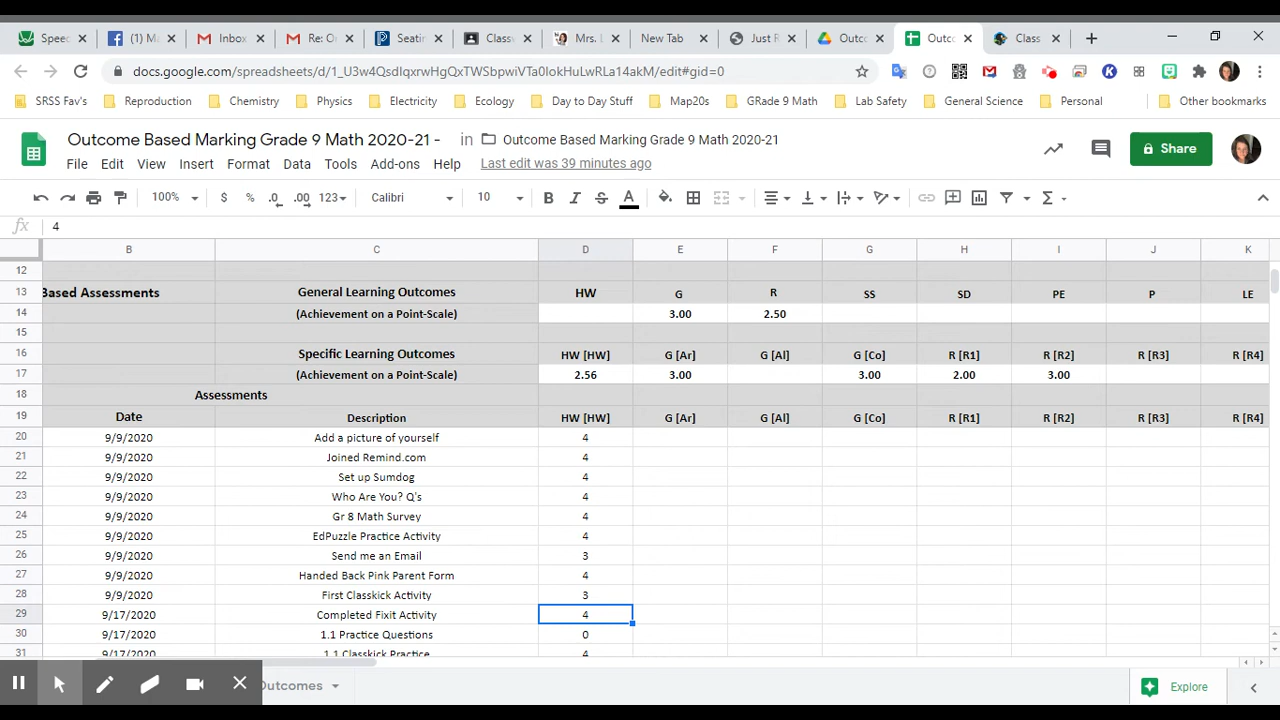 Speec
(1) Ma
Inbox
Re: O
Seatin
Classw
Mrs. L
New Tab
Just R
Outco
Outco
Class
docs.google.com/spreadsheets/d/
/edit#gid=0
SRSS Fav's Reproduction Chemistry Physics Electricity Ecology Day to Day Stuff Map20s GRade 9 Math Lab Safety General Science Personal Other bookmarks
Outcome Based Marking Grade 9 Math 2020-21 - in Outcome Based Marking Grade 9 Math 2020-21
Share
File Edit View Insert Format Data Tools Add-ons Help Last edit was 39 minutes ago
100% $ % .0 .00 123 Calibri 10 B I S A
fx 4
B C D E F G H I J K
12
13 Based Assessments General Learning Outcomes HW G R SS SD PE P LE
14 (Achievement on a Point-Scale) 3.00 2.50
15
16 Specific Learning Outcomes HW [HW] G [Ar] G [Al] G [Co] R [R1] R [R2] R [R3] R [R4]
17 (Achievement on a Point-Scale) 2.56 3.00 3.00 2.00 3.00
18 Assessments
19 Date Description HW [HW] G [Ar] G [Al] G [Co] R [R1] R [R2] R [R3] R [R4]
20 9/9/2020 Add a picture of yourself 4
21 9/9/2020 Joined Remind.com 4
22 9/9/2020 Set up Sumdog 4
23 9/9/2020 Who Are You? Q's 4
24 9/9/2020 Gr 8 Math Survey 4
25 9/9/2020 EdPuzzle Practice Activity 4
26 9/9/2020 Send me an Email 3
27 9/9/2020 Handed Back Pink Parent Form 4
28 9/9/2020 First Classkick Activity 3
29 9/17/2020 Completed Fixit Activity 4
30 9/17/2020 1.1 Practice Questions 0
31 9/17/2020 1.1 Classkick Practice 4
Outcomes
Explore